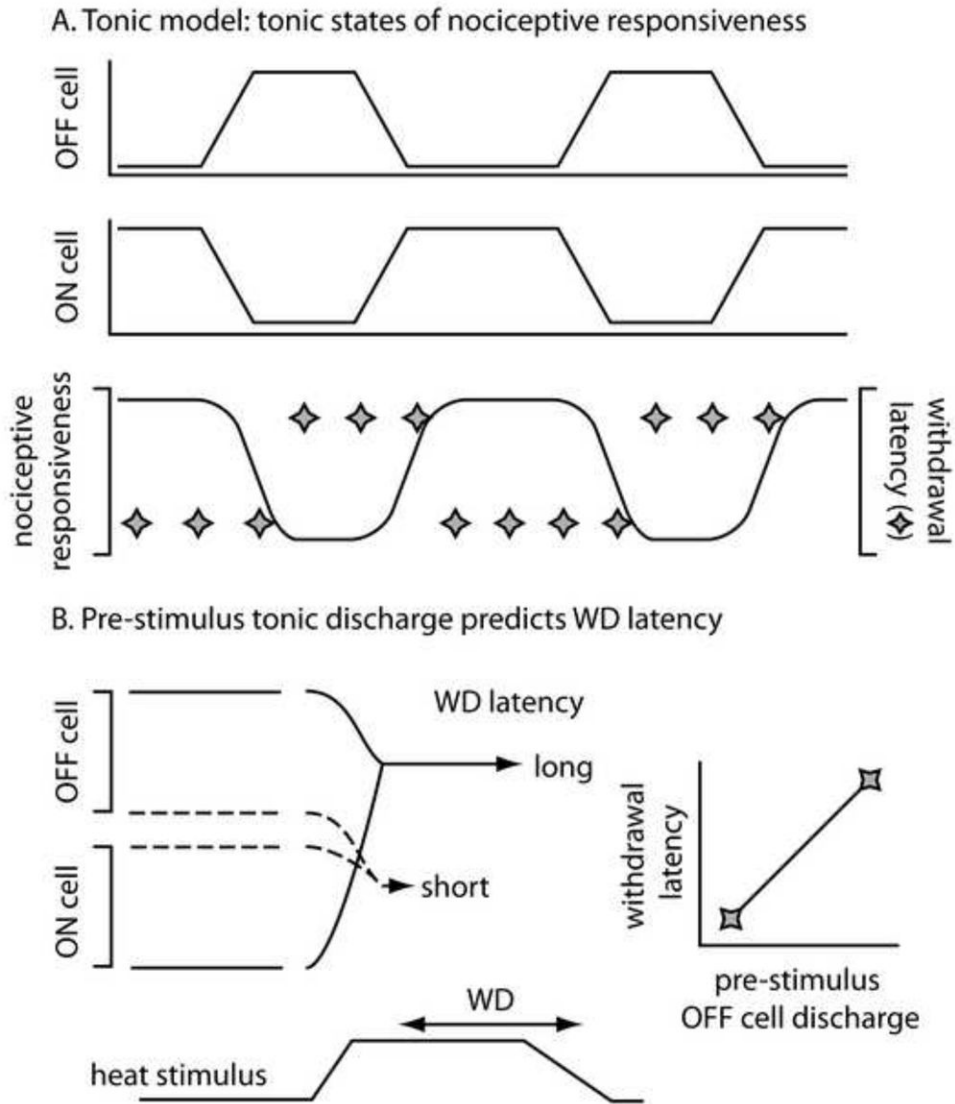 A. Tonic model: tonic states of nociceptive responsiveness
OFF cell
ON cell
nociceptive
responsiveness
withdrawal
latency (✦)
B. Pre-stimulus tonic discharge predicts WD latency
OFF cell
ON cell
WD latency
long
short
withdrawal
latency
pre-stimulus
OFF cell discharge
WD
heat stimulus